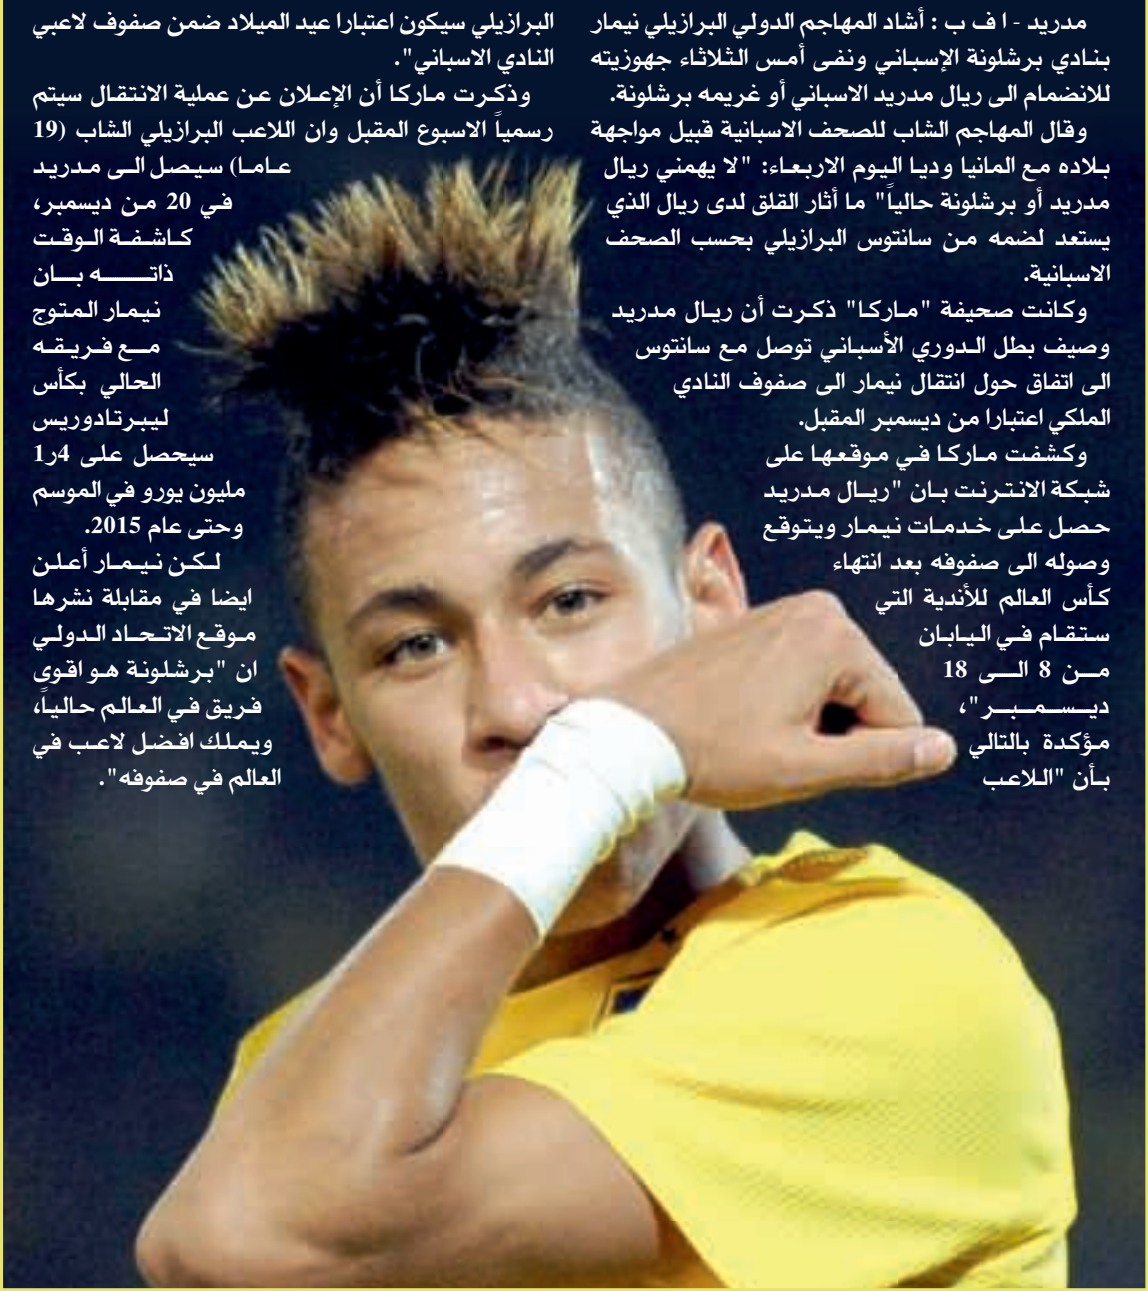 مدريد - ا ف ب : أشاد المهاجم الدولي البرازيلي نيمار
بنادي برشلونة الإسباني ونفى أمس الثلاثاء جهوزيته
للانضمام الى ريال مدريد الاسباني أو غريمه برشلونة.
وقال المهاجم الشاب للصحف الاسبانية قبيل مواجهة
بلاده مع المانيا وديا اليوم الاربعاء: "لا يهمني ريال
مدريد أو برشلونة حالياً" ما أثار القلق لدى ريال الذي
يستعد لضمه من سانتوس البرازيلي بحسب الصحف
الاسبانية.
وكانت صحيفة "ماركا" ذكرت أن ريال مدريد
وصيف بطل الدوري الأسباني توصل مع سانتوس
الى اتفاق حول انتقال نيمار الى صفوف النادي
الملكي اعتبارا من ديسمبر المقبل.
وكشفت ماركا في موقعها على
شبكة الانترنت بان "ريال مدريد
حصل على خدمات نيمار ويتوقع
وصوله الى صفوفه بعد انتهاء
كأس العالم للأندية التي
ستقام في اليابان
من 8 الى 18
ديسمبر"،
مؤكدة بالتالي
بأن "اللاعب
البرازيلي سيكون اعتبارا عيد الميلاد ضمن صفوف لاعبي
النادي الاسباني".
وذكرت ماركا أن الإعلان عن عملية الانتقال سيتم
رسمياً الاسبوع المقبل وان اللاعب البرازيلي الشاب (19
عاما) سيصل الى مدريد
في 20 من ديسمبر،
كاشفة الوقت
ذاته بان
نيمار المتوج
مع فريقه
الحالي بكأس
ليبرتادوريس
سيحصل على 4ر1
مليون يورو في الموسم
وحتى عام 2015.
لكن نيمار أعلن
ايضا في مقابلة نشرها
موقع الاتحاد الدولي
ان "برشلونة هو اقوى
فريق في العالم حالياً،
ويملك افضل لاعب في
العالم في صفوفه".